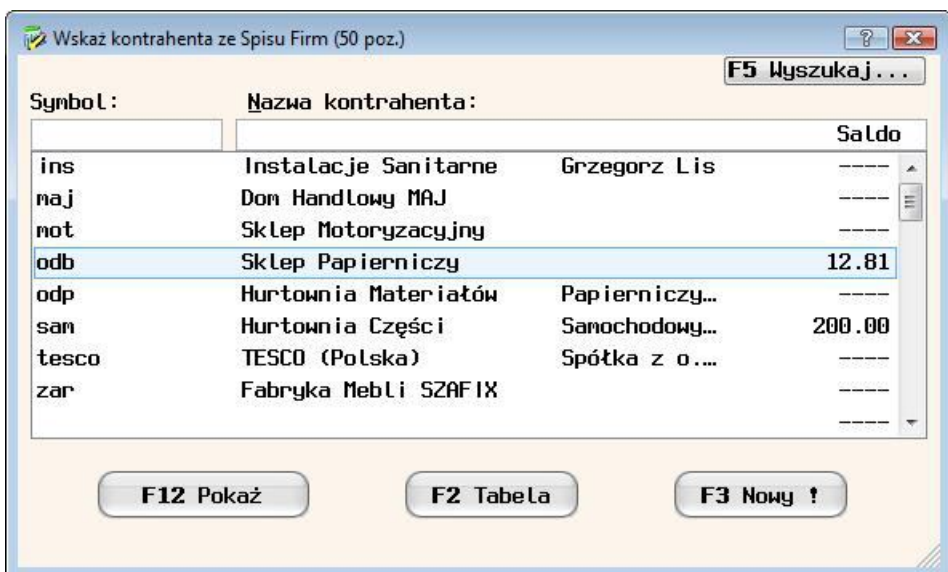 Wskaż kontrahenta ze Spisu Firm (50 poz.)
F5 Wyszukaj...
Symbol: Nazwa kontrahenta:
Saldo
ins Instalacje Sanitarne Grzegorz Lis ----
maj Dom Handlowy MAJ ----
mot Sklep Motoryzacyjny ----
odb Sklep Papierniczy 12.81
odp Hurtownia Materiałów Papierniczy... ----
sam Hurtownia Części Samochodowy... 200.00
tesco TESCO (Polska) Spółka z o.... ----
zar Fabryka Mebli SZAFIX ----
----
F12 Pokaż F2 Tabela F3 Nowy !